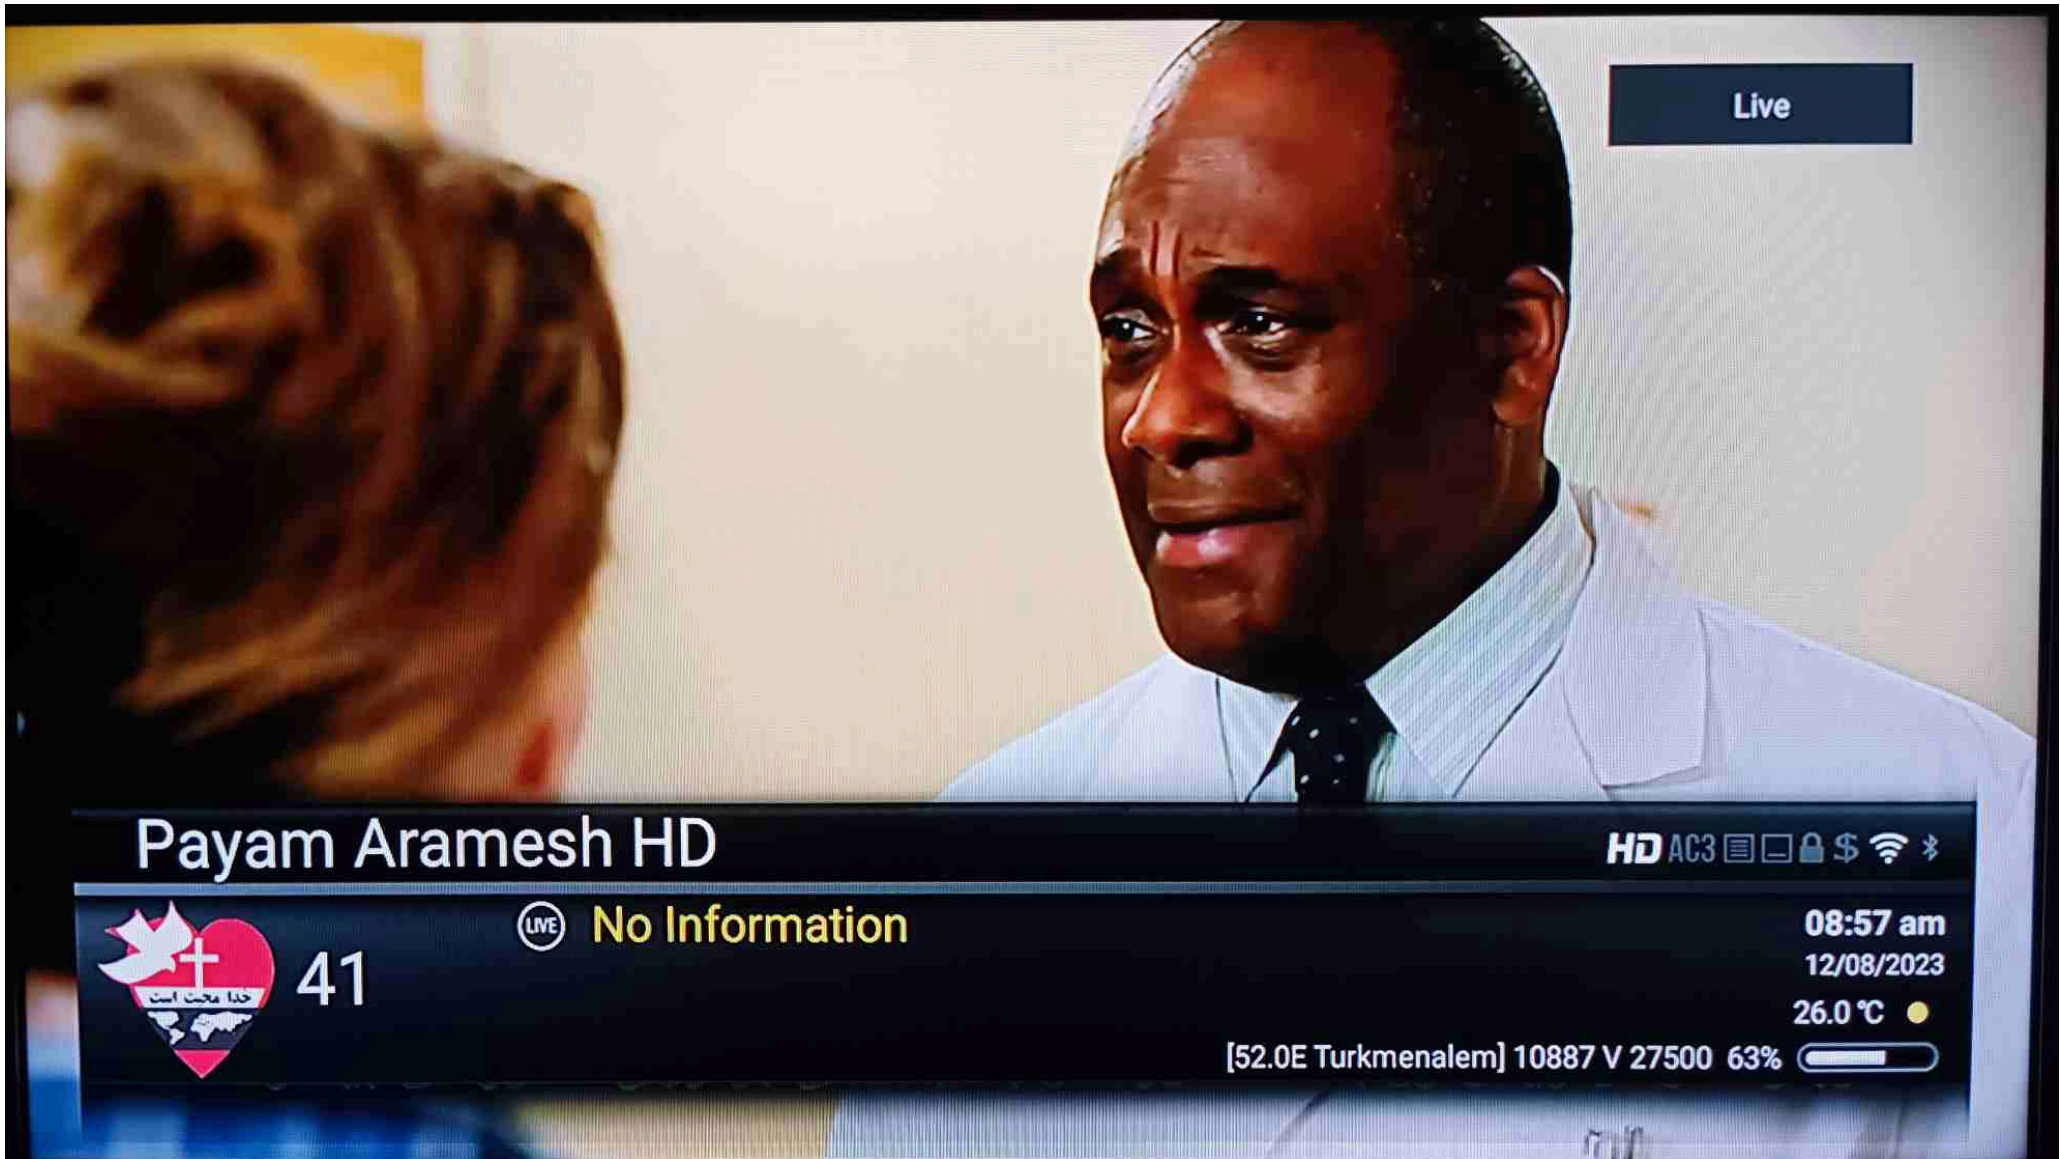 Live
Payam Aramesh HD
HD AC3
LIVE No Information
08:57 am
12/08/2023
خدا محبت است
41
26.0 °C
[52.0E Turkmenalem] 10887 V 27500 63%